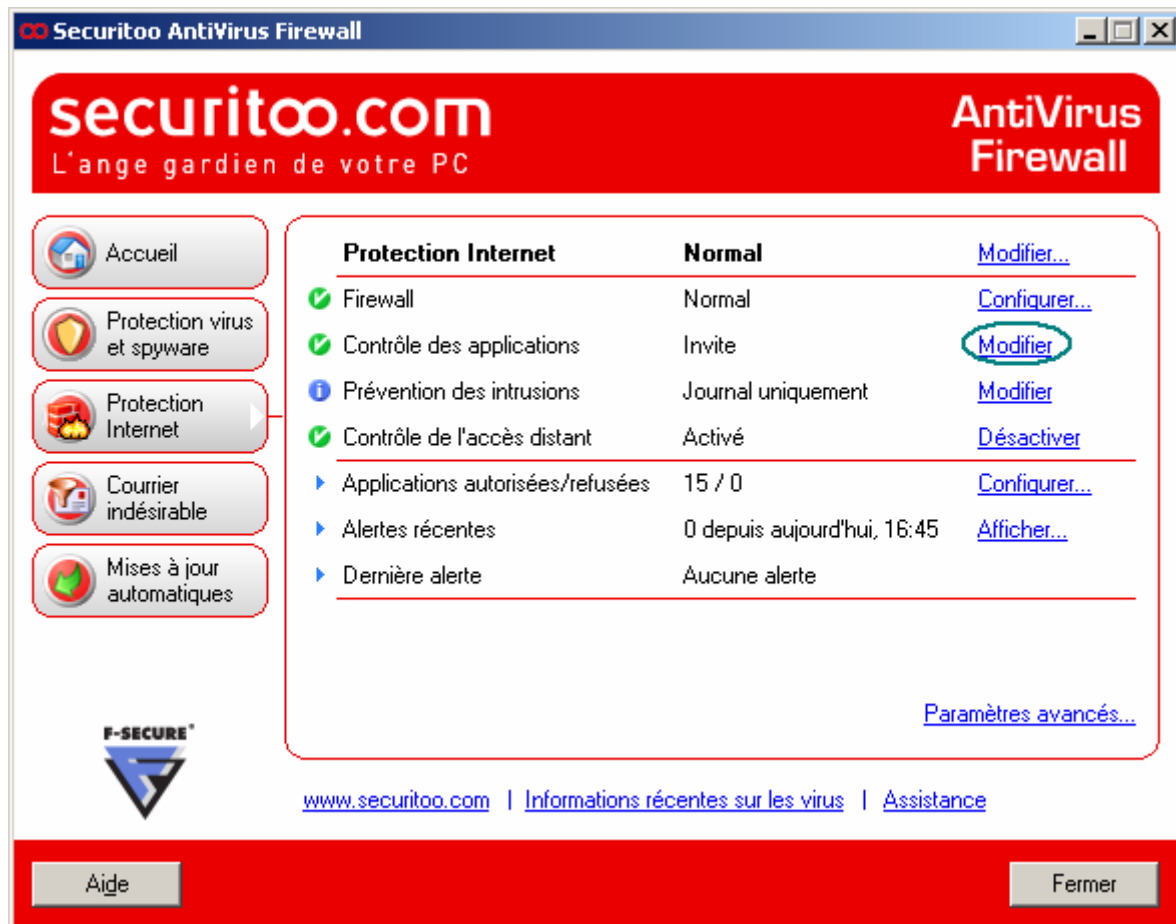 Securitoo AntiVirus Firewall
securitoo.com
L'ange gardien de votre PC
AntiVirus
Firewall
Accueil
Protection virus
et spyware
Protection
Internet
Courrier
indésirable
Mises à jour
automatiques
Protection Internet Normal Modifier...
Firewall Normal Configurer...
Contrôle des applications Invite Modifier
Prévention des intrusions Journal uniquement Modifier
Contrôle de l'accès distant Activé Désactiver
Applications autorisées/refusées 15 / 0 Configurer...
Alertes récentes 0 depuis aujourd'hui, 16:45 Afficher...
Dernière alerte Aucune alerte
Paramètres avancés...
F-SECURE®
www.securitoo.com | Informations récentes sur les virus | Assistance
Aide
Fermer